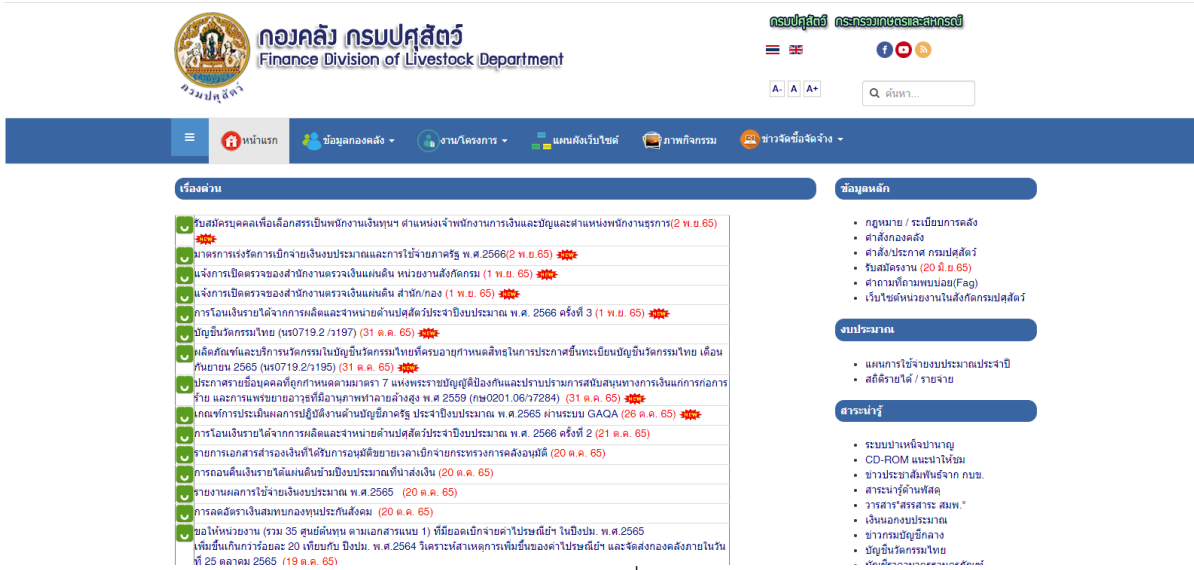 กองคลัง กรมปศุสัตว์
Finance Division of Livestock Department
กรมปศุสัตว์
กรมปศุสัตว์ กระทรวงเกษตรและสหกรณ์
A- A A+
ค้นหา...
หน้าแรก ข้อมูลกองคลัง งาน/โครงการ แผนผังเว็บไซต์ ภาพกิจกรรม ข่าวจัดซื้อจัดจ้าง
เรื่องด่วน
รับสมัครบุคคลเพื่อเลือกสรรเป็นพนักงานเงินทุนฯ ตำแหน่งเจ้าพนักงานการเงินและบัญชีและตำแหน่งพนักงานธุรการ(2 พ.ย.65)
NEW
มาตรการเร่งรัดการเบิกจ่ายเงินงบประมาณและการใช้จ่ายภาครัฐ พ.ศ.2566(2 พ.ย.65) NEW
แจ้งการเปิดตรวจของสำนักงานตรวจเงินแผ่นดิน หน่วยงานสังกัดกรม (1 พ.ย. 65) NEW
แจ้งการเปิดตรวจของสำนักงานตรวจเงินแผ่นดิน สำนัก/กอง (1 พ.ย. 65) NEW
การโอนเงินรายได้จากการผลิตและจำหน่ายด้านปศุสัตว์ประจำปีงบประมาณ พ.ศ. 2566 ครั้งที่ 3 (1 พ.ย. 65) NEW
บัญชีนวัตกรรมไทย (นร0719.2 /ว197) (31 ต.ค. 65) NEW
ผลิตภัณฑ์และบริการนวัตกรรมในบัญชีนวัตกรรมไทยที่ครบอายุกำหนดสิทธฺในการประกาศขึ้นทะเบียนบัญชีนวัตกรรมไทย เดือน
กันยายน 2565 (นร0719.2/ว195) (31 ต.ค. 65) NEW
ประกาศรายชื่อบุคคลที่ถูกกำหนดตามมาตรา 7 แห่งพระราชบัญญัติป้องกันและปราบปรามการสนับสนุนทางการเงินแก่การก่อการ
ร้าย และการแพร่ขยายอาวุธที่มีอานุภาพทำลายล้างสูง พ.ศ 2559 (กษ0201.06/ว7284) (31 ต.ค. 65) NEW
เกณฑ์การประเมินผลการปฏิบัติงานด้านบัญชีภาครัฐ ประจำปีงบประมาณ พ.ศ.2565 ผ่านระบบ GAQA (26 ต.ค. 65) NEW
การโอนเงินรายได้จากการผลิตและจำหน่ายด้านปศุสัตว์ประจำปีงบประมาณ พ.ศ. 2566 ครั้งที่ 2 (21 ต.ค. 65)
รายการเอกสารสำรองเงินที่ได้รับการอนุมัติขยายเวลาเบิกจ่ายกระทรวงการคลังอนุมัติ (20 ต.ค. 65)
การถอนคืนเงินรายได้แผ่นดินข้ามปีงบประมาณที่นำส่งเงิน (20 ต.ค. 65)
รายงานผลการใช้จ่ายเงินงบประมาณ พ.ศ.2565 (20 ต.ค. 65)
การลดอัตราเงินสมทบกองทุนประกันสังคม (20 ต.ค. 65)
ขอให้หน่วยงาน (รวม 35 ศูนย์ต้นทุน ตามเอกสารแนบ 1) ที่มียอดเบิกจ่ายค่าไปรษณีย์ฯ ในปีงปม. พ.ศ.2565
เพิ่มขึ้นเกินกว่าร้อยละ 20 เทียบกับ ปีงปม. พ.ศ.2564 วิเคราะห์สาเหตุการเพิ่มขึ้นของค่าไปรษณีย์ฯ และจัดส่งกองคลังภายในวัน
ที่ 25 ตุลาคม 2565 (19 ต.ค. 65)
ข้อมูลหลัก
กฎหมาย / ระเบียบการคลัง
คำสั่งกองคลัง
คำสั่ง/ประกาศ กรมปศุสัตว์
รับสมัครงาน (20 มิ.ย.65)
คำถามที่ถามพบบ่อย(Fag)
เว็บไซต์หน่วยงานในสังกัดกรมปศุสัตว์
งบประมาณ
แผนการใช้จ่ายงบประมาณประจำปี
สถิติรายได้ / รายจ่าย
สาระน่ารู้
ระบบบำเหน็จบำนาญ
CD-ROM แนะนำให้ชม
ข่าวประชาสัมพันธ์จาก กบข.
สาระน่ารู้ด้านพัสดุ
วารสาร"สรรสาระ สมพ."
เงินนอกงบประมาณ
ข่าวกรมบัญชีกลาง
บัญชีนวัตกรรมไทย